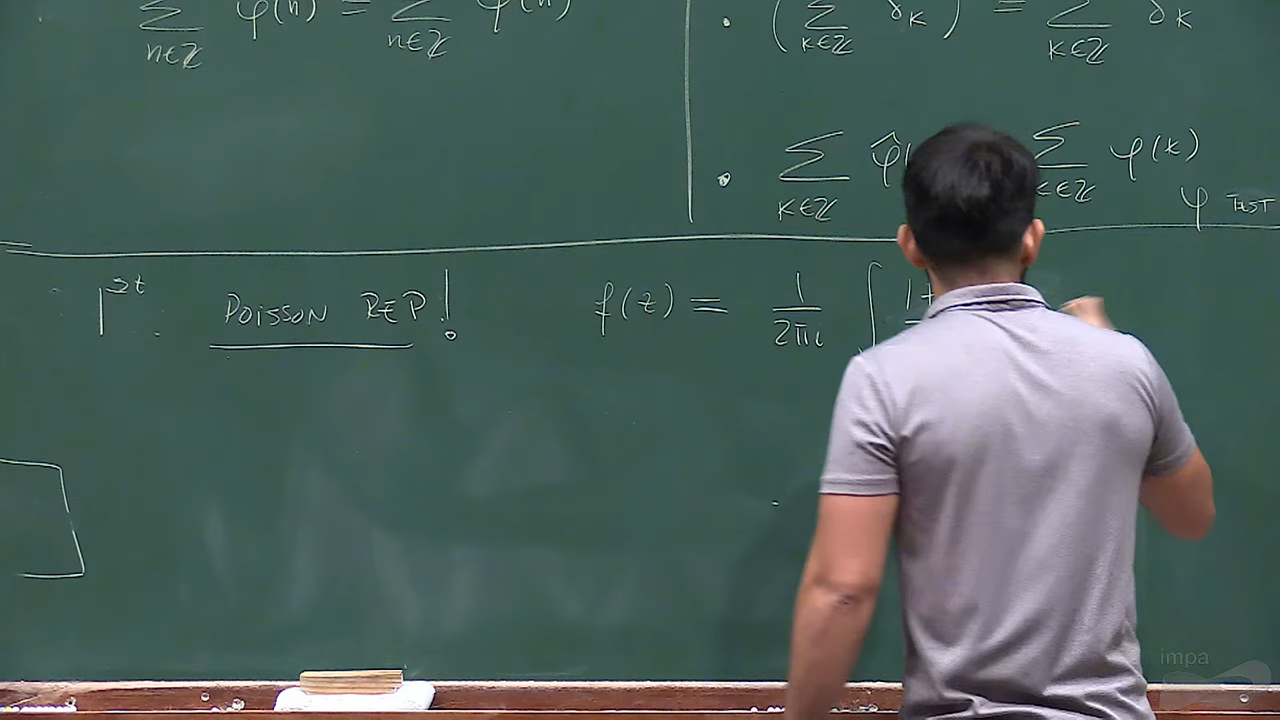 ∑_{n∈ℤ} φ(n) = ∑_{n∈ℤ} φ(n)
• (∑_{k∈ℤ} δ_k) = ∑_{k∈ℤ} δ_k
• ∑_{k∈ℤ} φ̂( ∑_{k∈ℤ} φ(k)
φ TEST
1st. POISSON REP!
f(z) = 1/2πi ∫ 1+
impa